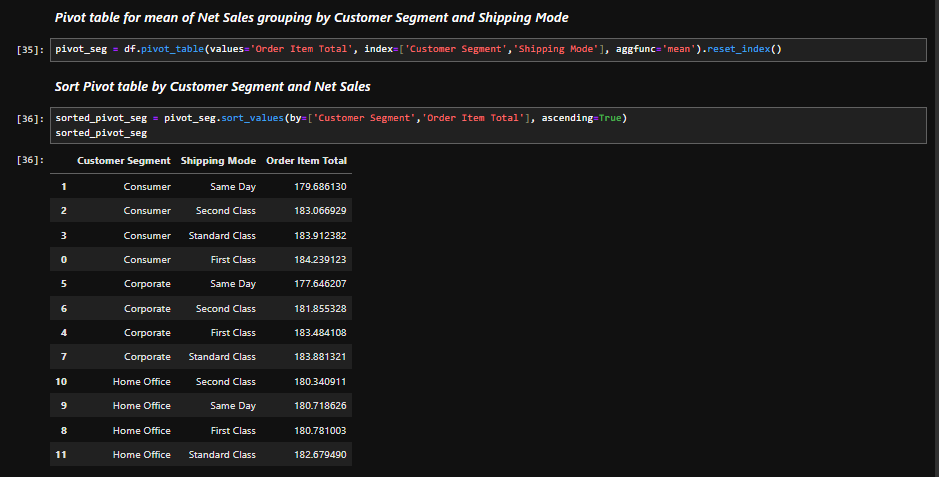 Pivot table for mean of Net Sales grouping by Customer Segment and Shipping Mode
[35]: pivot_seg = df.pivot_table(values='Order Item Total', index=['Customer Segment','Shipping Mode'], aggfunc='mean').reset_index()
Sort Pivot table by Customer Segment and Net Sales
[36]: sorted_pivot_seg = pivot_seg.sort_values(by=['Customer Segment','Order Item Total'], ascending=True)
sorted_pivot_seg
[36]: Customer Segment Shipping Mode Order Item Total
1 Consumer Same Day 179.686130
2 Consumer Second Class 183.066929
3 Consumer Standard Class 183.912382
0 Consumer First Class 184.239123
5 Corporate Same Day 177.646207
6 Corporate Second Class 181.855328
4 Corporate First Class 183.484108
7 Corporate Standard Class 183.881321
10 Home Office Second Class 180.340911
9 Home Office Same Day 180.718626
8 Home Office First Class 180.781003
11 Home Office Standard Class 182.679490